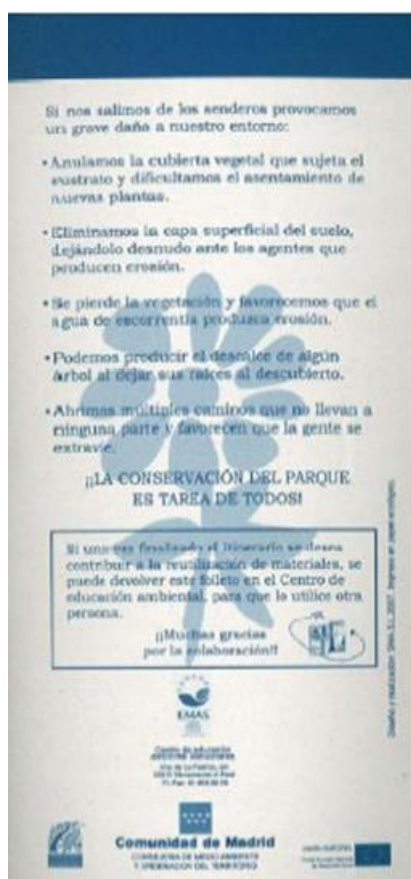 Si nos salimos de los senderos provocamos
un grave daño a nuestro entorno:
• Anulamos la cubierta vegetal que sujeta el
sustrato y dificultamos el asentamiento de
nuevas plantas.
• Eliminamos la capa superficial del suelo,
dejándolo desnudo ante los agentes que
producen erosión.
• Se pierde la vegetación y favorecemos que el
agua de escorrentía produzca erosión.
• Podemos producir el descalce de algún
árbol al dejar sus raíces al descubierto.
• Abrimos múltiples caminos que no llevan a
ninguna parte y favorecen que la gente se
extravíe.
¡¡LA CONSERVACIÓN DEL PARQUE
ES TAREA DE TODOS!
Si una vez finalizado el itinerario se desea
contribuir a la reutilización de materiales, se
puede devolver este folleto en el Centro de
educación ambiental, para que lo utilice otra
persona.
¡¡Muchas gracias
por la colaboración!!
EMAS
Centro de educación
Comunidad de Madrid
CONSEJERÍA DE MEDIO AMBIENTE
Y ORDENACIÓN DEL TERRITORIO
UNIÓN EUROPEA